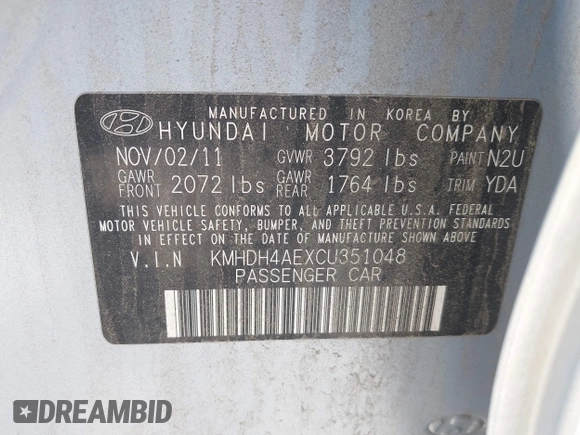 MANUFACTURED IN KOREA BY
HYUNDAI MOTOR COMPANY
NOV/02/11 GVWR 3792 lbs PAINT N2U
GAWR FRONT 2072 lbs GAWR REAR 1764 lbs TRIM YDA
THIS VEHICLE CONFORMS TO ALL APPLICABLE U.S.A. FEDERAL
MOTOR VEHICLE SAFETY, BUMPER, AND THEFT PREVENTION STANDARDS
IN EFFECT ON THE DATE OF MANUFACTURE SHOWN ABOVE
V.I.N KMHDH4AEXCU351048
PASSENGER CAR
DREAMBID